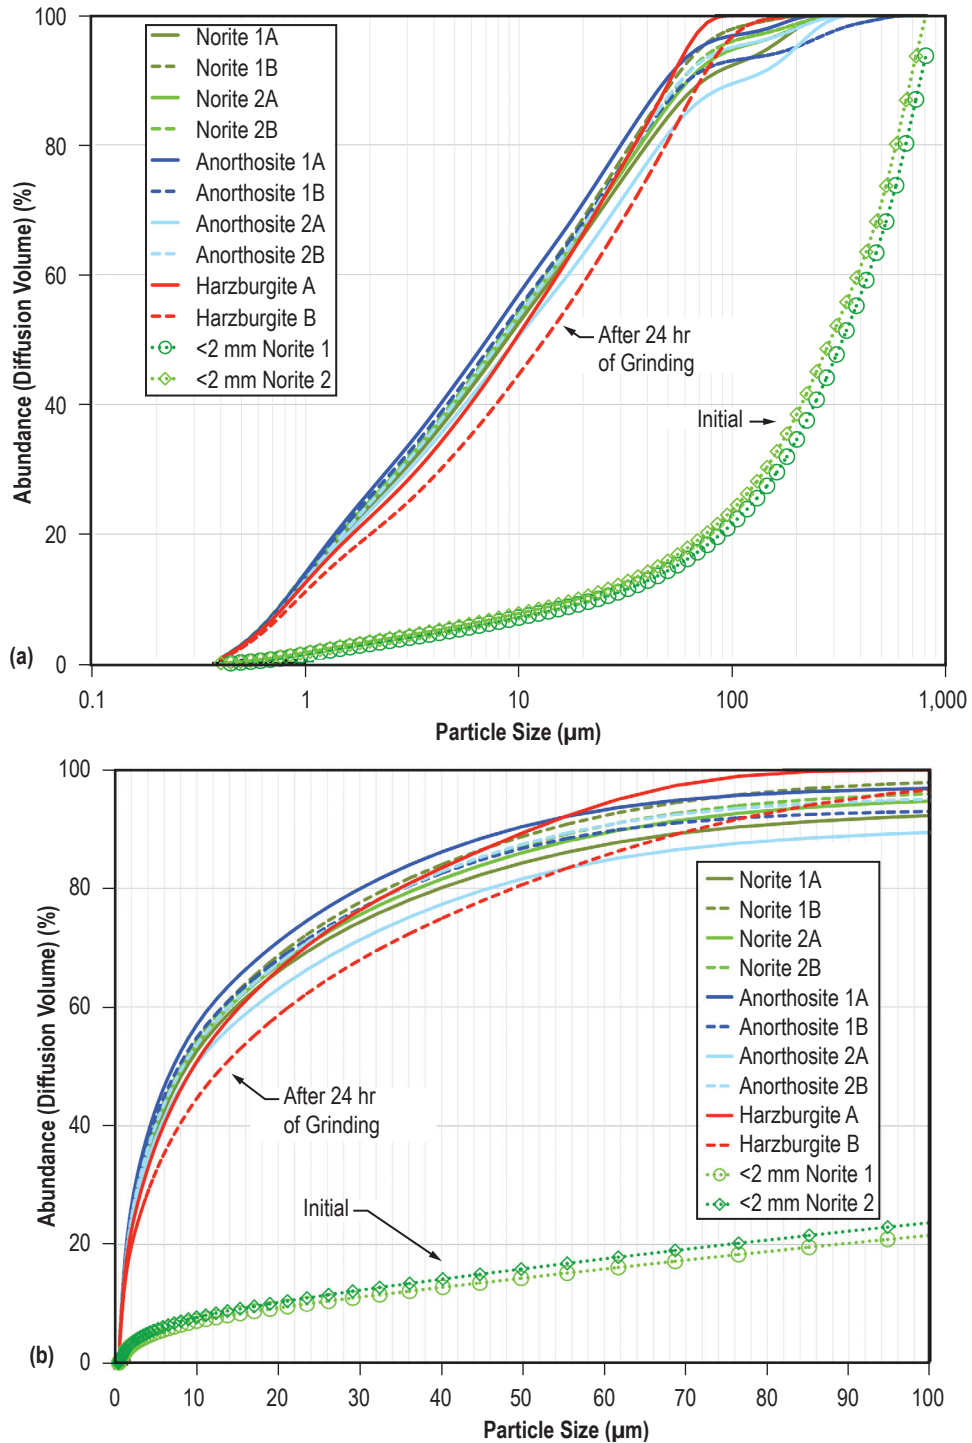 100
80
60
40
20
0
Abundance (Diffusion Volume) (%)
Norite 1A
Norite 1B
Norite 2A
Norite 2B
Anorthosite 1A
Anorthosite 1B
Anorthosite 2A
Anorthosite 2B
Harzburgite A
Harzburgite B
<2 mm Norite 1
<2 mm Norite 2
After 24 hr
of Grinding
Initial
(a)
0.1 1 10 100 1,000
Particle Size (µm)
100
80
60
40
20
0
Abundance (Diffusion Volume) (%)
Norite 1A
Norite 1B
Norite 2A
Norite 2B
Anorthosite 1A
Anorthosite 1B
Anorthosite 2A
Anorthosite 2B
Harzburgite A
Harzburgite B
<2 mm Norite 1
<2 mm Norite 2
After 24 hr
of Grinding
Initial
(b)
0 10 20 30 40 50 60 70 80 90 100
Particle Size (µm)